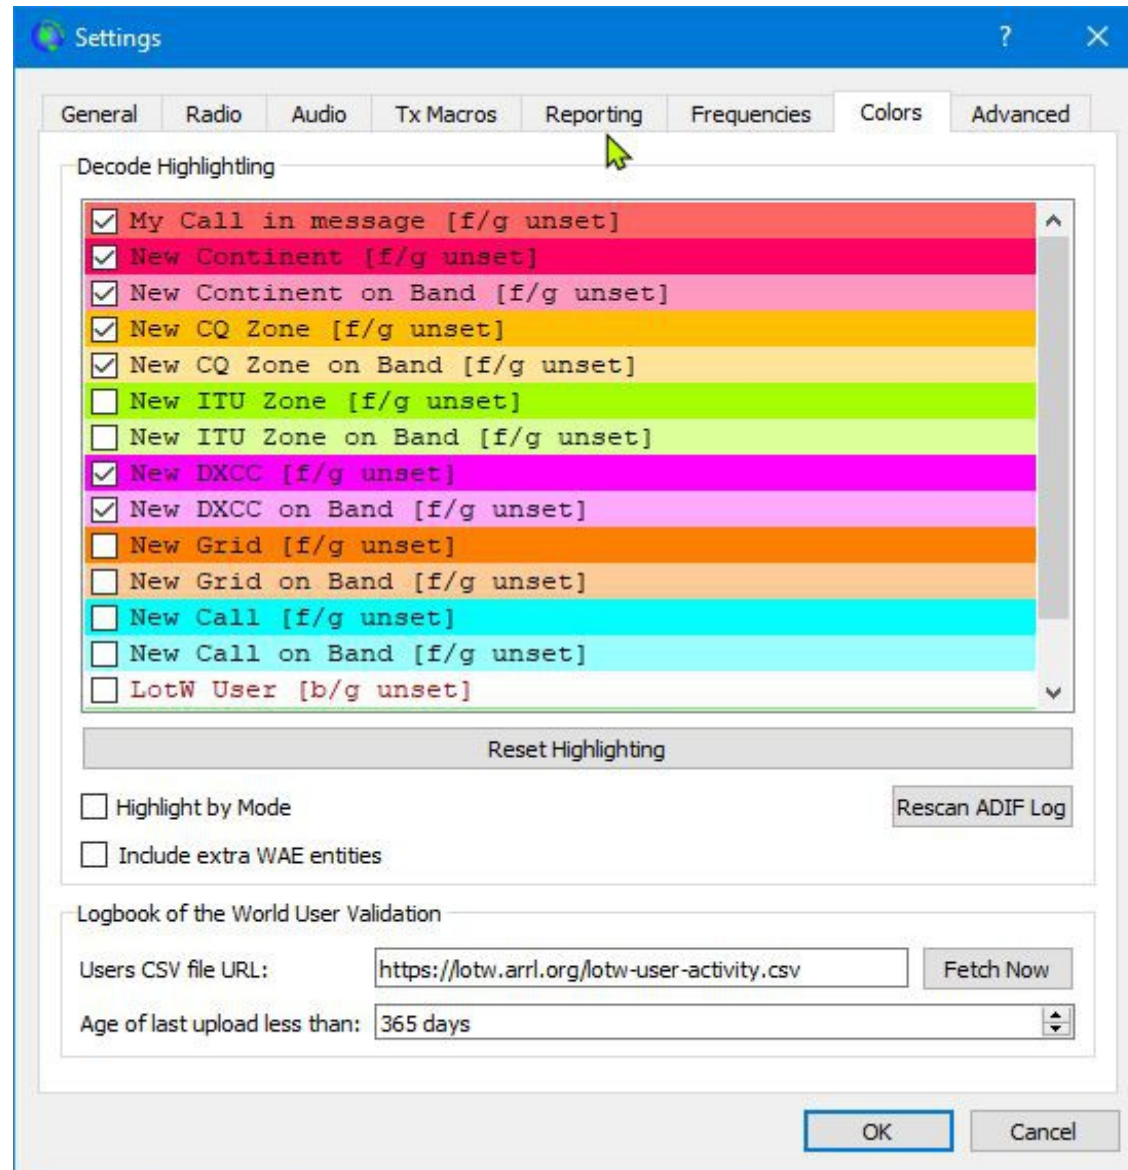 Settings
?
General Radio Audio Tx Macros Reporting Frequencies Colors Advanced
Decode Highlightling
My Call in message [f/g unset]
New Continent [f/g unset]
New Continent on Band [f/g unset]
New CQ Zone [f/g unset]
New CQ Zone on Band [f/g unset]
New ITU Zone [f/g unset]
New ITU Zone on Band [f/g unset]
New DXCC [f/g unset]
New DXCC on Band [f/g unset]
New Grid [f/g unset]
New Grid on Band [f/g unset]
New Call [f/g unset]
New Call on Band [f/g unset]
LotW User [b/g unset]
Reset Highlighting
Highlight by Mode Rescan ADIF Log
Include extra WAE entities
Logbook of the World User Validation
Users CSV file URL: https://lotw.arrl.org/lotw-user-activity.csv Fetch Now
Age of last upload less than: 365 days
OK Cancel